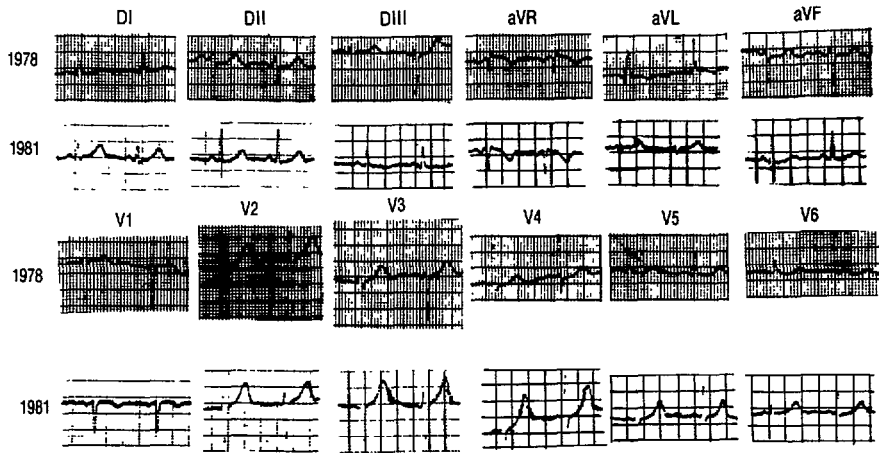 DI DII DIII aVR aVL aVF
1978
1981
V1 V2 V3 V4 V5 V6
1978
1981